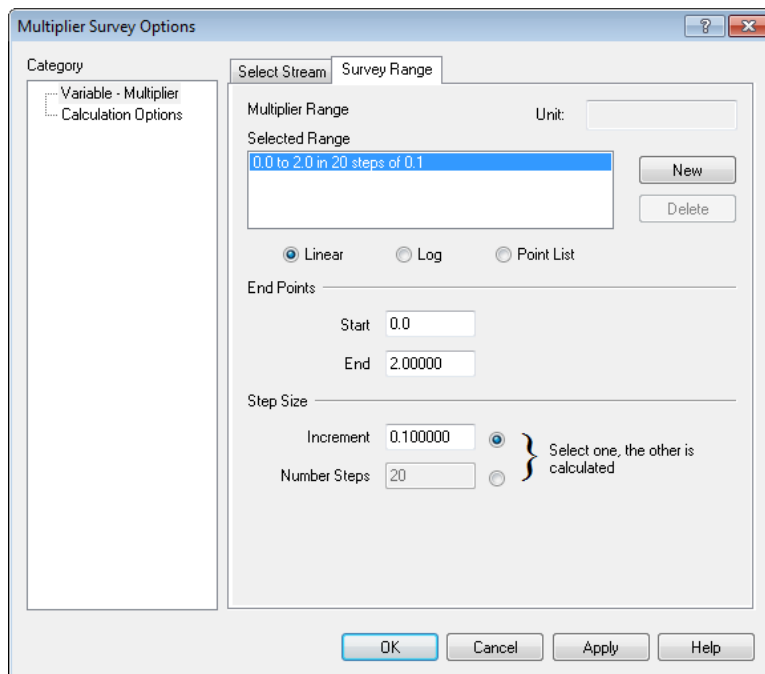 Multiplier Survey Options
Category
Variable - Multiplier
Calculation Options
Select Stream
Survey Range
Multiplier Range
Unit:
Selected Range
0.0 to 2.0 in 20 steps of 0.1
New
Delete
Linear
Log
Point List
End Points
Start 0.0
End 2.00000
Step Size
Increment 0.100000
Number Steps 20
Select one, the other is
calculated
OK
Cancel
Apply
Help